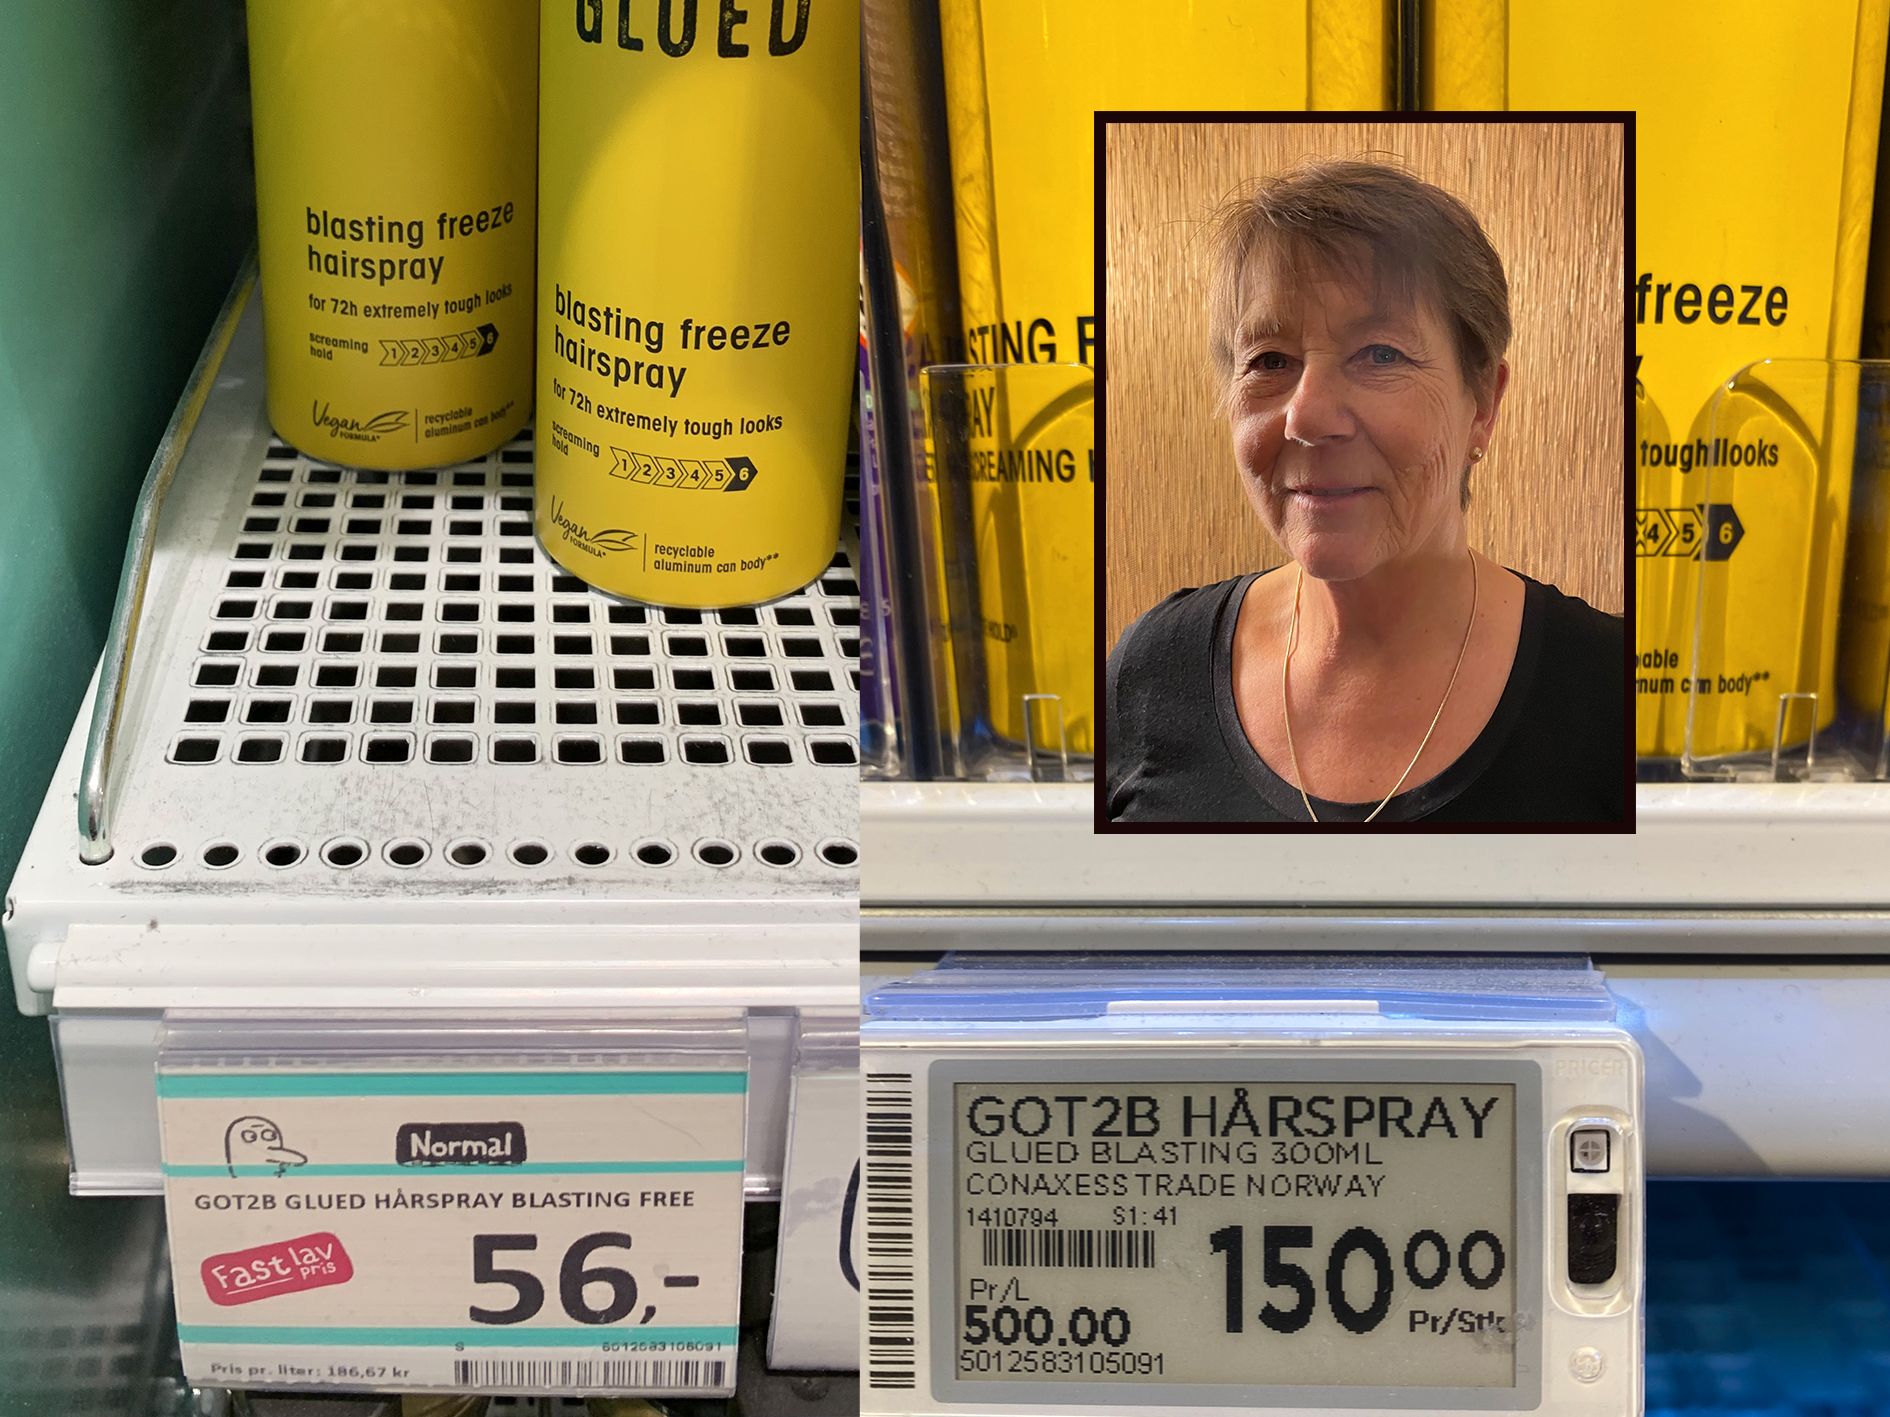 blasting freeze
hairspray
for 72h extremely tough looks
screaming
hold
1 2 3 4 5 6
Vegan
FORMULA*
recyclable
aluminum can body**
GLUED
blasting freeze
hairspray
for 72h extremely tough looks
screaming
hold
1 2 3 4 5 6
Vegan
FORMULA*
recyclable
aluminum can body**
Normal
GOT2B GLUED HÅRSPRAY BLASTING FREE
Fast lav
pris
56,-
S 5012583105091
Pris pr. liter: 186,67 kr
freeze
tough looks
4 5 6
body**
PRICER
GOT2B HÅRSPRAY
GLUED BLASTING 300ML
CONAXESS TRADE NORWAY
1410794 S1:41
150 00
Pr/L
500.00
Pr/Stk
5012583105091